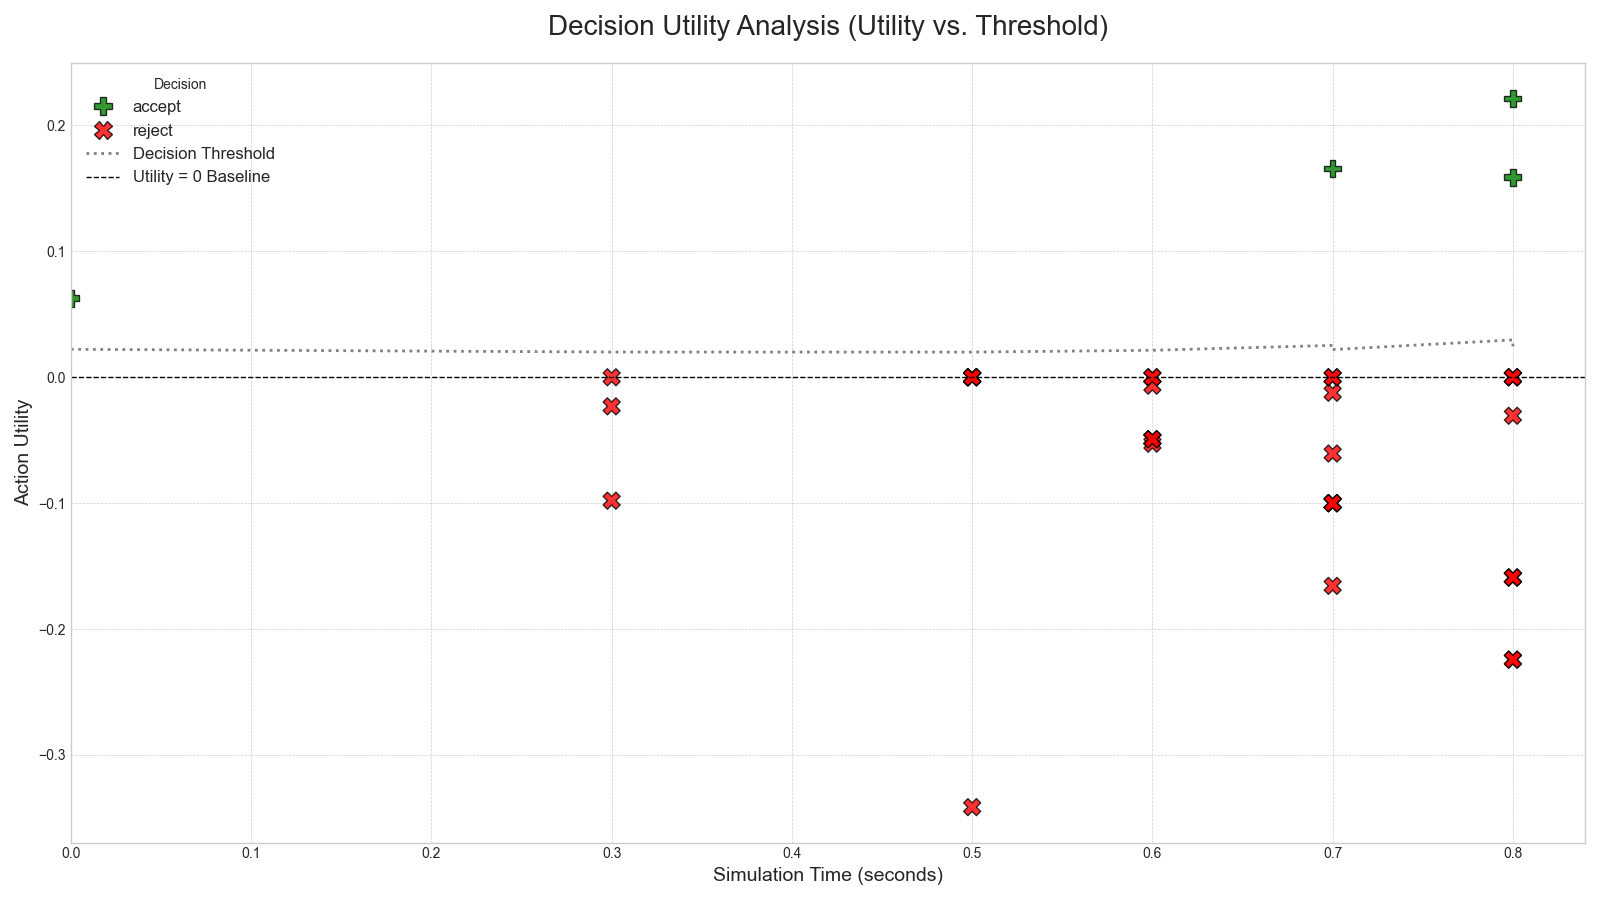 Decision Utility Analysis (Utility vs. Threshold)
Decision
accept
reject
Decision Threshold
Utility = 0 Baseline
Action Utility
0.2
0.1
0.0
−0.1
−0.2
−0.3
0.0 0.1 0.2 0.3 0.4 0.5 0.6 0.7 0.8
Simulation Time (seconds)